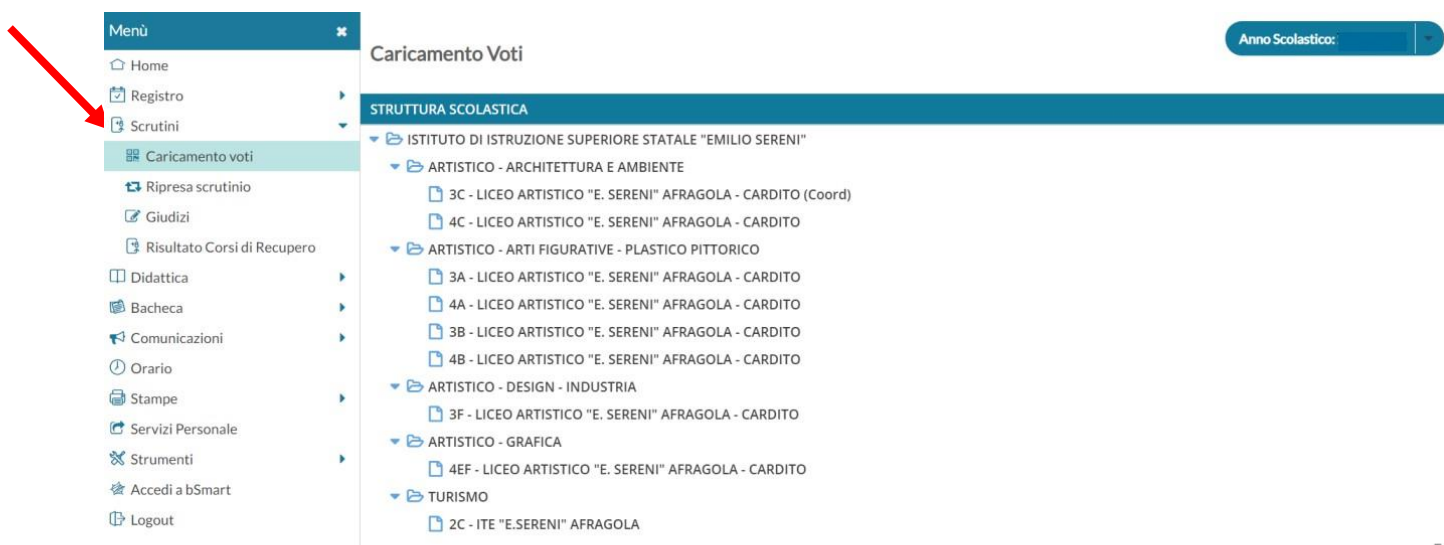 Menù
Home
Registro
Scrutini
Caricamento voti
Ripresa scrutinio
Giudizi
Risultato Corsi di Recupero
Didattica
Bacheca
Comunicazioni
Orario
Stampe
Servizi Personale
Strumenti
Accedi a bSmart
Logout
Caricamento Voti
Anno Scolastico:
STRUTTURA SCOLASTICA
ISTITUTO DI ISTRUZIONE SUPERIORE STATALE "EMILIO SERENI"
ARTISTICO - ARCHITETTURA E AMBIENTE
3C - LICEO ARTISTICO "E. SERENI" AFRAGOLA - CARDITO (Coord)
4C - LICEO ARTISTICO "E. SERENI" AFRAGOLA - CARDITO
ARTISTICO - ARTI FIGURATIVE - PLASTICO PITTORICO
3A - LICEO ARTISTICO "E. SERENI" AFRAGOLA - CARDITO
4A - LICEO ARTISTICO "E. SERENI" AFRAGOLA - CARDITO
3B - LICEO ARTISTICO "E. SERENI" AFRAGOLA - CARDITO
4B - LICEO ARTISTICO "E. SERENI" AFRAGOLA - CARDITO
ARTISTICO - DESIGN - INDUSTRIA
3F - LICEO ARTISTICO "E. SERENI" AFRAGOLA - CARDITO
ARTISTICO - GRAFICA
4EF - LICEO ARTISTICO "E. SERENI" AFRAGOLA - CARDITO
TURISMO
2C - ITE "E.SERENI" AFRAGOLA